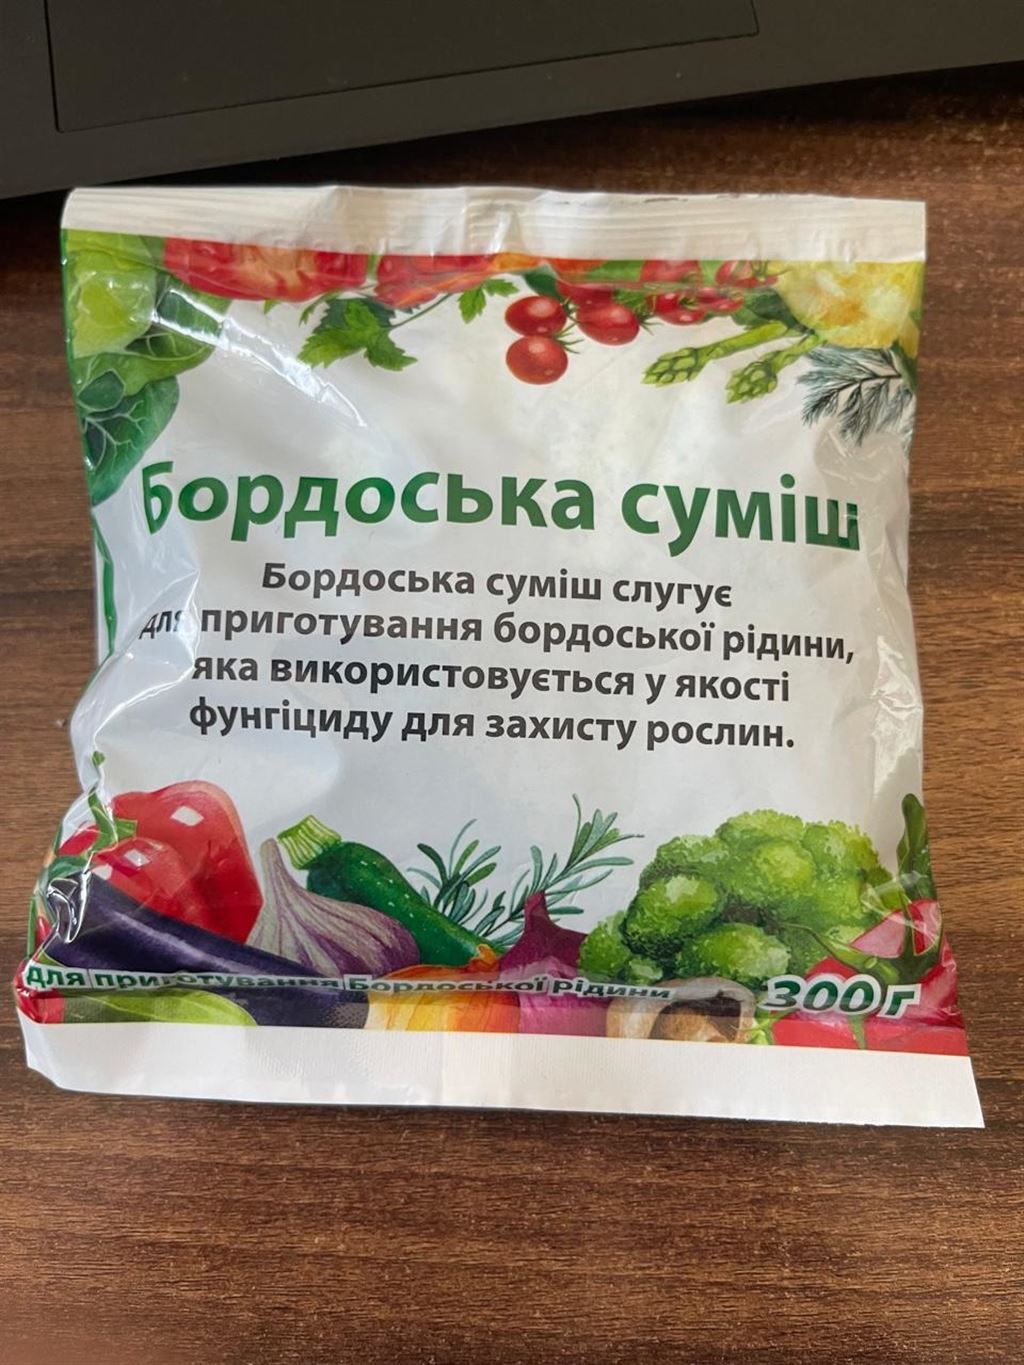 Бордоська суміш
Бордоська суміш слугує
для приготування бордоської рідини,
яка використовується у якості
фунгіциду для захисту рослин.
для приготування Бордоської рідини
300 г